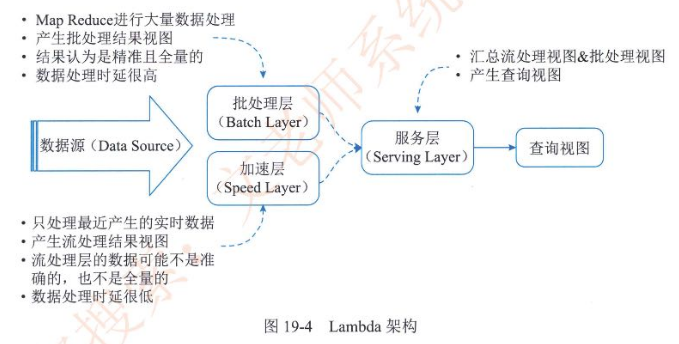 • Map Reduce进行大量数据处理
• 产生批处理结果视图
• 结果认为是精准且全量的
• 数据处理时延很高
• 汇总流处理视图&批处理视图
• 产生查询视图
数据源（Data Source）
批处理层
（Batch Layer）
加速层
（Speed Layer）
服务层
（Serving Layer）
查询视图
• 只处理最近产生的实时数据
• 产生流处理结果视图
• 流处理层的数据可能不是准
确的，也不是全量的
• 数据处理时延很低
图 19-4 Lambda 架构
搜索：文老师系统